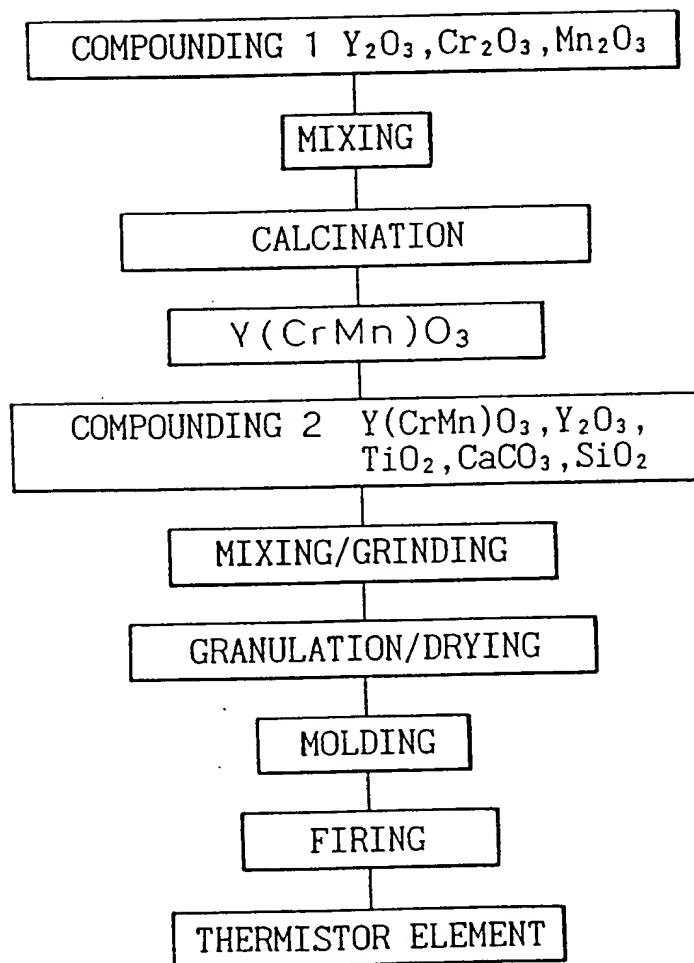 COMPOUNDING 1 Y₂O₃,Cr₂O₃,Mn₂O₃
MIXING
CALCINATION
Y(CrMn)O₃
COMPOUNDING 2 Y(CrMn)O₃,Y₂O₃,
TiO₂,CaCO₃,SiO₂
MIXING/GRINDING
GRANULATION/DRYING
MOLDING
FIRING
THERMISTOR ELEMENT